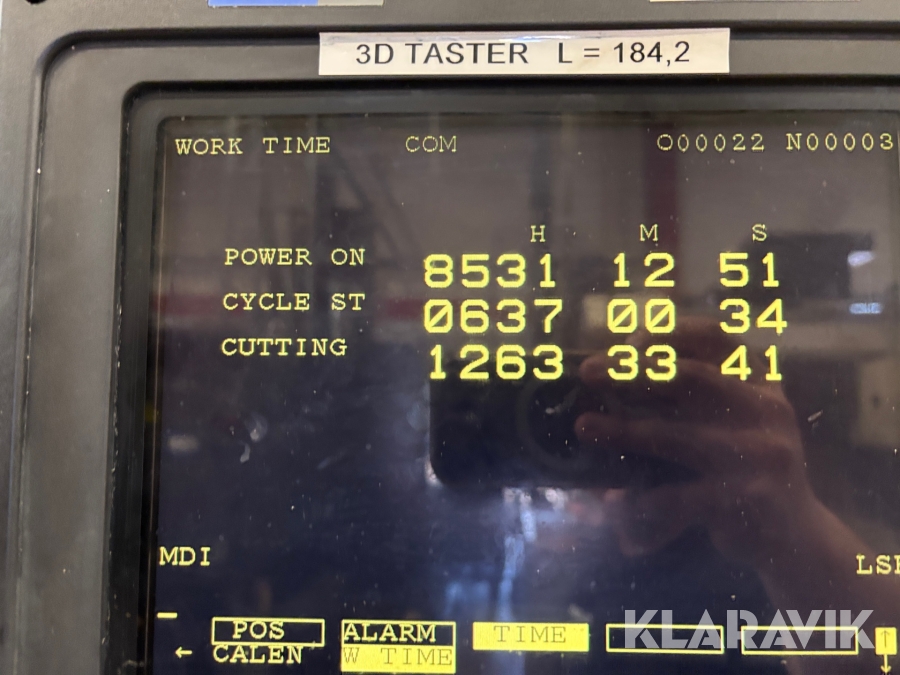 3D TASTER L = 184,2
WORK TIME COM O00022 N00003
H M S
POWER ON 8531 12 51
CYCLE ST 0637 00 34
CUTTING 1263 33 41
MDI
POS ALARM TIME
← CALEN W TIME
KLARAVIK